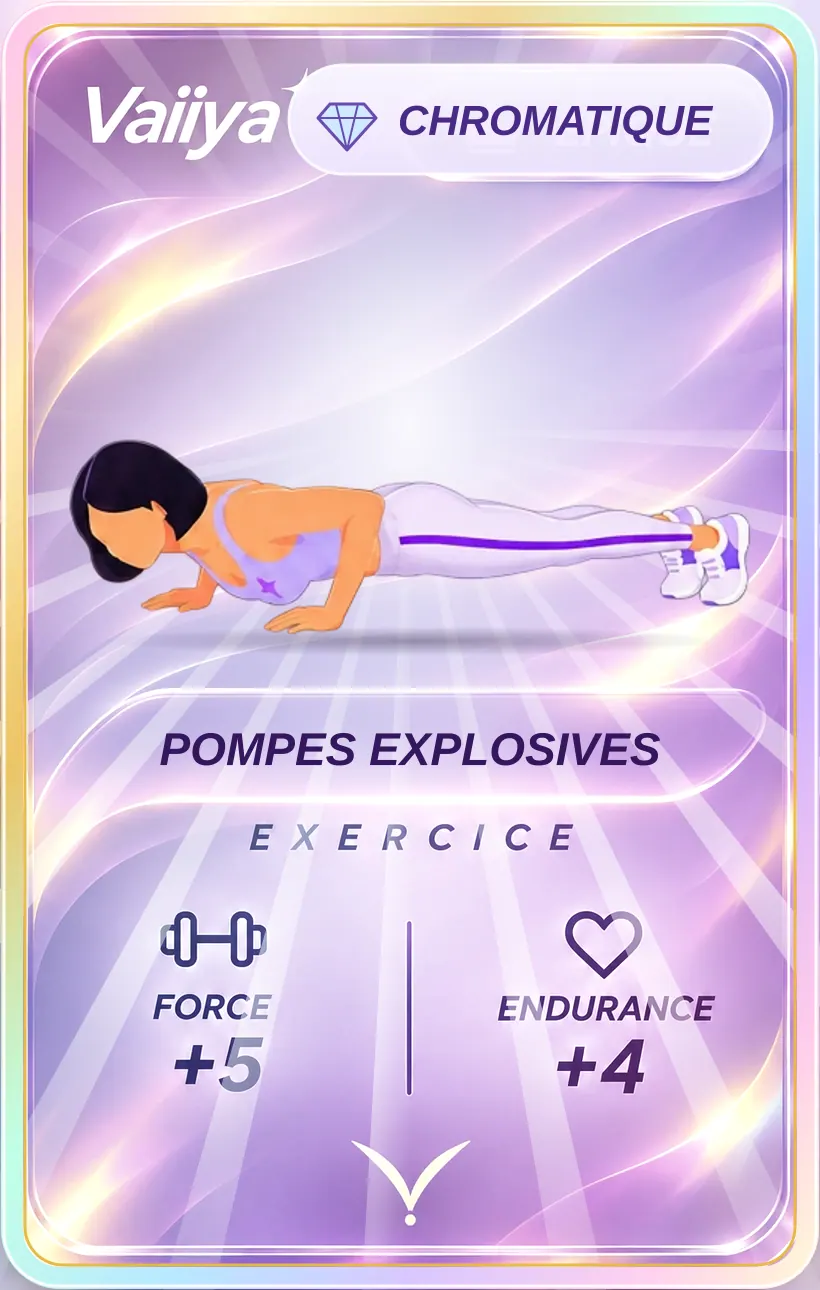 Vaiiya
CHROMATIQUE
POMPES EXPLOSIVES
EXERCICE
FORCE
ENDURANCE
+5
+4